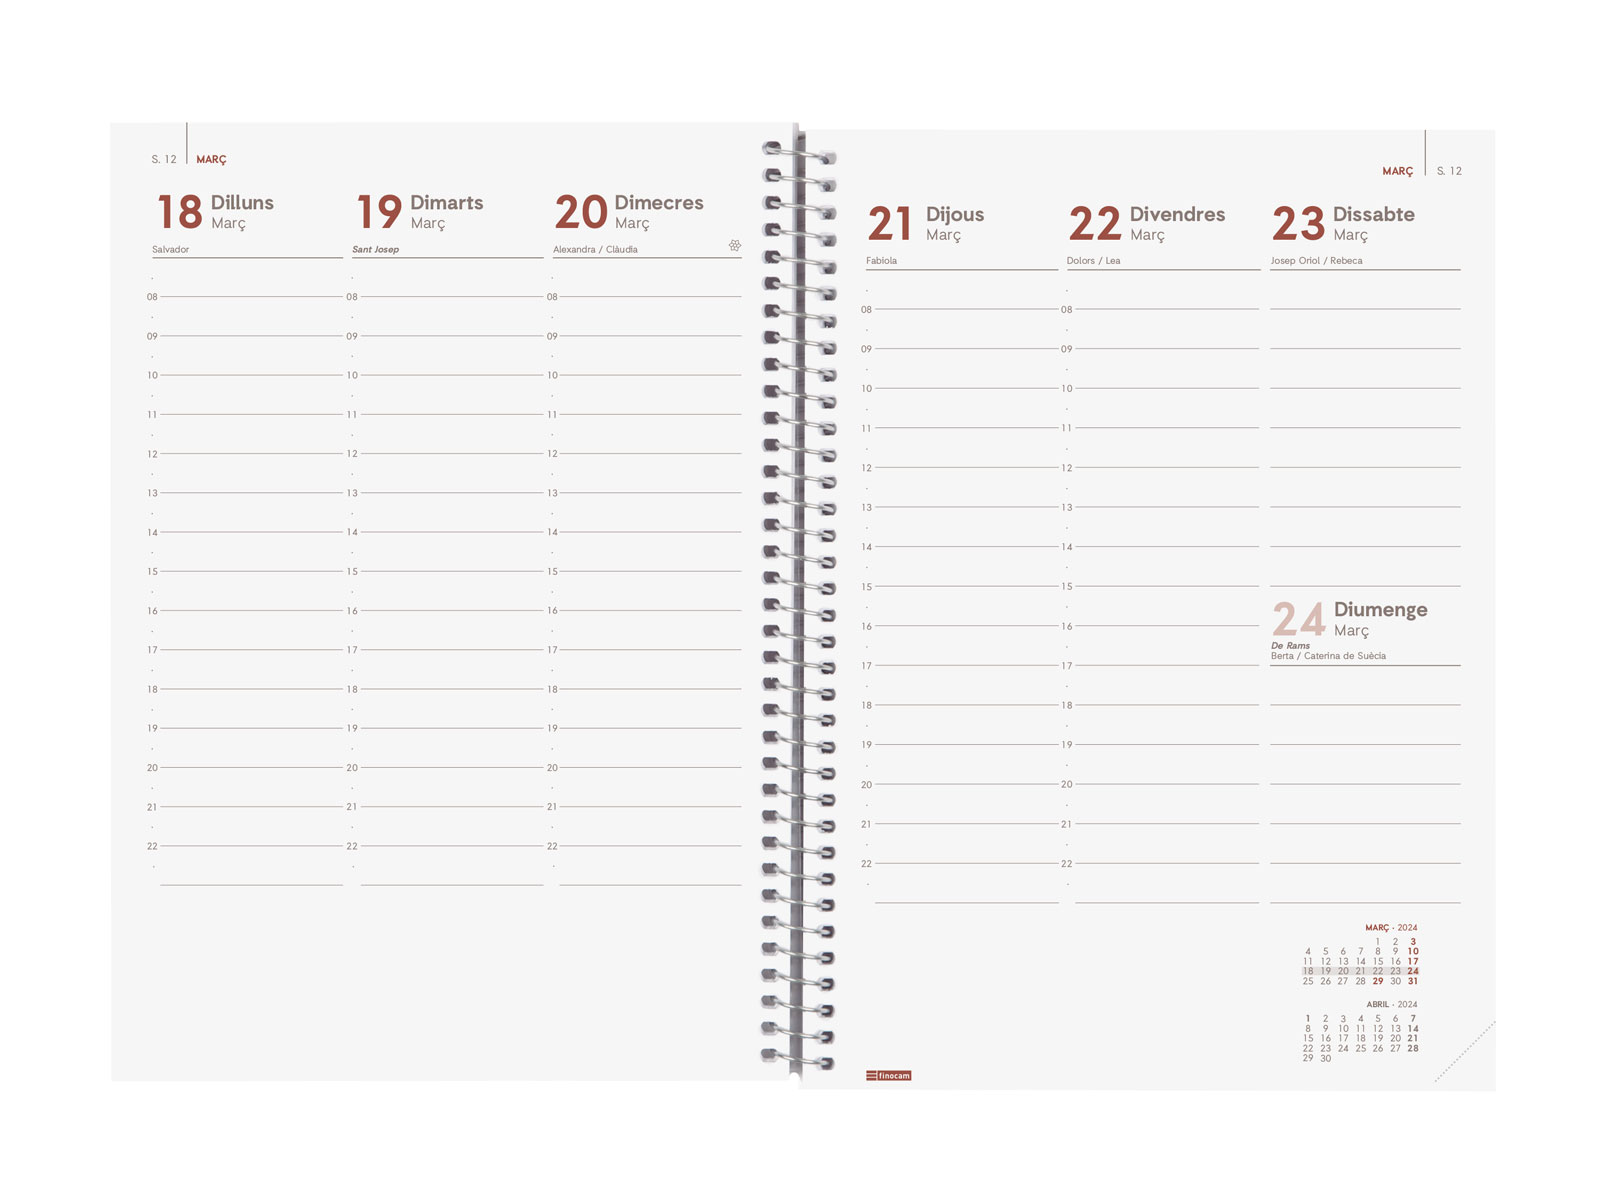 S. 12 MARÇ
18 Dilluns
Març
Salvador
08
09
10
11
12
13
14
15
16
17
18
19
20
21
22
19 Dimarts
Març
Sant Josep
08
09
10
11
12
13
14
15
16
17
18
19
20
21
22
20 Dimecres
Març
Alexandra / Clàudia
08
09
10
11
12
13
14
15
16
17
18
19
20
21
22
MARÇ S. 12
21 Dijous
Març
Fabiola
08
09
10
11
12
13
14
15
16
17
18
19
20
21
22
22 Divendres
Març
Dolors / Lea
08
09
10
11
12
13
14
15
16
17
18
19
20
21
22
23 Dissabte
Març
Josep Oriol / Rebeca
24 Diumenge
Març
De Rams
Berta / Caterina de Suècia
MARÇ · 2024
1 2 3
4 5 6 7 8 9 10
11 12 13 14 15 16 17
18 19 20 21 22 23 24
25 26 27 28 29 30 31
ABRIL · 2024
1 2 3 4 5 6 7
8 9 10 11 12 13 14
15 16 17 18 19 20 21
22 23 24 25 26 27 28
29 30
finocam